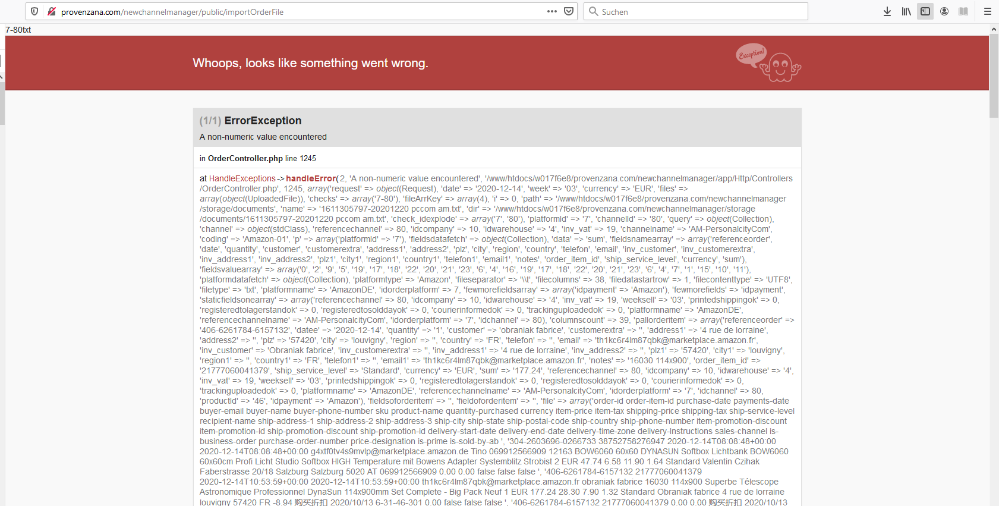 provenzana.com/newchannelmanager/public/importOrderFile
Suchen
7-80txt
Whoops, looks like something went wrong.
Exception!
(1/1) ErrorException
A non-numeric value encountered
in OrderController.php line 1245
at HandleExceptions->handleError(2, 'A non-numeric value encountered', '/www/htdocs/w017f6e8/provenzana.com/newchannelmanager/app/Http/Controllers
/OrderController.php', 1245, array('request' => object(Request), 'date' => '2020-12-14', 'week' => '03', 'currency' => 'EUR', 'files' =>
array(object(UploadedFile)), 'checks' => array('7-80'), 'fileArrKey' => array(4), 'i' => 0, 'path' => '/www/htdocs/w017f6e8/provenzana.com/newchannelmanager
/storage/documents', 'name' => '1611305797-20201220 pccom am.txt', 'dir' => '/www/htdocs/w017f6e8/provenzana.com/newchannelmanager/storage
/documents/1611305797-20201220 pccom am.txt', 'check_idexplode' => array('7', '80'), 'platformId' => '7', 'channelId' => '80', 'query' => object(Collection),
'channel' => object(stdClass), 'referencechannel' => 80, 'idcompany' => 10, 'idwarehouse' => '4', 'inv_vat' => 19, 'channelname' => 'AM-PersonalcityCom',
'coding' => 'Amazon-01', 'p' => array('platformId' => '7'), 'fieldsdatafetch' => object(Collection), 'data' => 'sum', 'fieldsnamearray' => array('referenceorder',
'date', 'quantity', 'customer', 'customerextra', 'address1', 'address2', 'plz', 'city', 'region', 'country', 'telefon', 'email', 'inv_customer', 'inv_customerextra',
'inv_address1', 'inv_address2', 'plz1', 'city1', 'region1', 'country1', 'telefon1', 'email1', 'notes', 'order_item_id', 'ship_service_level', 'currency', 'sum'),
'fieldsvaluearray' => array('0', '2', '9', '5', '19', '17', '18', '22', '20', '21', '23', '6', '4', '16', '19', '17', '18', '22', '20', '21', '23', '6', '4', '7', '1', '15', '10', '11'),
'platformdatafetch' => object(Collection), 'platformtype' => 'Amazon', 'fileseparator' => '\\t', 'filecolumns' => 38, 'filedatastartrow' => 1, 'filecontenttype' => 'UTF8',
'filetype' => 'txt', 'platformname' => 'AmazonDE', 'idorderplatform' => 7, 'fewmorefieldsarray' => array('idpayment' => 'Amazon'), 'fewmorefields' => 'idpayment',
'staticfieldsonearray' => array('referencechannel' => 80, 'idcompany' => 10, 'idwarehouse' => '4', 'inv_vat' => 19, 'weeksell' => '03', 'printedshippingok' => 0,
'registeredtolagerstandok' => 0, 'registeredtosolddayok' => 0, 'courierinformedok' => 0, 'trackinguploadedok' => 0, 'platformname' => 'AmazonDE',
'referencechannelname' => 'AM-PersonalcityCom', 'idorderplatform' => '7', 'idchannel' => 80), 'columnscount' => 39, 'pallorderitem' => array('referenceorder' =>
'406-6261784-6157132', 'datee' => '2020-12-14', 'quantity' => '1', 'customer' => 'obraniak fabrice', 'customerextra' => '', 'address1' => '4 rue de lorraine',
'address2' => '', 'plz' => '57420', 'city' => 'louvigny', 'region' => '', 'country' => 'FR', 'telefon' => '', 'email' => 'th1kc6r4lm87qbk@marketplace.amazon.fr',
'inv_customer' => 'Obraniak fabrice', 'inv_customerextra' => '', 'inv_address1' => '4 rue de lorraine', 'inv_address2' => '', 'plz1' => '57420', 'city1' => 'louvigny',
'region1' => '', 'country1' => 'FR', 'telefon1' => '', 'email1' => 'th1kc6r4lm87qbk@marketplace.amazon.fr', 'notes' => '16030 114x900', 'order_item_id' =>
'21777060041379', 'ship_service_level' => 'Standard', 'currency' => 'EUR', 'sum' => '177.24', 'referencechannel' => 80, 'idcompany' => 10, 'idwarehouse' => '4',
'inv_vat' => 19, 'weeksell' => '03', 'printedshippingok' => 0, 'registeredtolagerstandok' => 0, 'registeredtosolddayok' => 0, 'courierinformedok' => 0,
'trackinguploadedok' => 0, 'platformname' => 'AmazonDE', 'referencechannelname' => 'AM-PersonalcityCom', 'idorderplatform' => '7', 'idchannel' => 80,
'productId' => '46', 'idpayment' => 'Amazon'), 'fieldsoforderitem' => '', 'fieldoforderitem' => '', 'file' => array('order-id order-item-id purchase-date payments-date
buyer-email buyer-name buyer-phone-number sku product-name quantity-purchased currency item-price item-tax shipping-price shipping-tax ship-service-level
recipient-name ship-address-1 ship-address-2 ship-address-3 ship-city ship-state ship-postal-code ship-country ship-phone-number item-promotion-discount
item-promotion-id ship-promotion-discount ship-promotion-id delivery-start-date delivery-end-date delivery-time-zone delivery-Instructions sales-channel is-
business-order purchase-order-number price-designation is-prime is-sold-by-ab ', '304-2603696-0266733 38752758276947 2020-12-14T08:08:48+00:00
2020-12-14T08:08:48+00:00 g4xtf0tv4s9mvlp@marketplace.amazon.de Tino 069912566909 12163 BOW6060 60x60 DYNASUN Softbox Lichtbank BOW6060
60x60cm Profi Licht Studio Softbox HIGH Temperature mit Bowens Adapter Systemblitz Strobist 2 EUR 47.74 6.58 11.90 1.64 Standard Valentin Czihak
Faberstrasse 20/18 Salzburg Salzburg 5020 AT 069912566909 0.00 0.00 false false false ', '406-6261784-6157132 21777060041379
2020-12-14T10:53:59+00:00 2020-12-14T10:53:59+00:00 th1kc6r4lm87qbk@marketplace.amazon.fr obraniak fabrice 16030 114x900 Superbe Télescope
Astronomique Professionnel DynaSun 114x900mm Set Complete - Big Pack Neuf 1 EUR 177.24 28.30 7.90 1.32 Standard Obraniak fabrice 4 rue de lorraine
louvigny 57420 FR -8.94 购买折扣 2020/10/13 6-31-46-301 0.00 false false false ', '406-6261784-6157132 21777060041379 0.00 0.00 购买折扣 2020/10/13